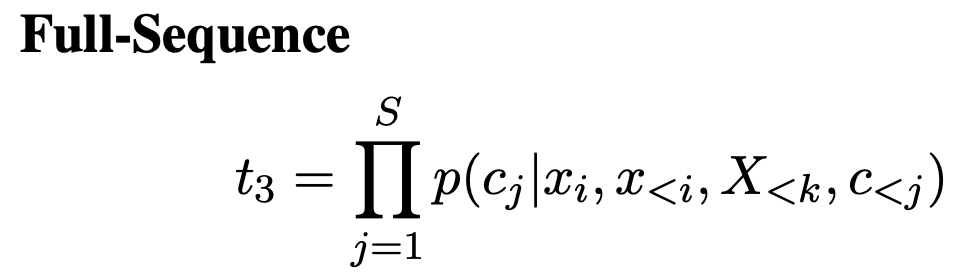 Full-Sequence
t_3 = \prod_{j=1}^{S} p(c_j|x_i, x_{<i}, X_{<k}, c_{<j})